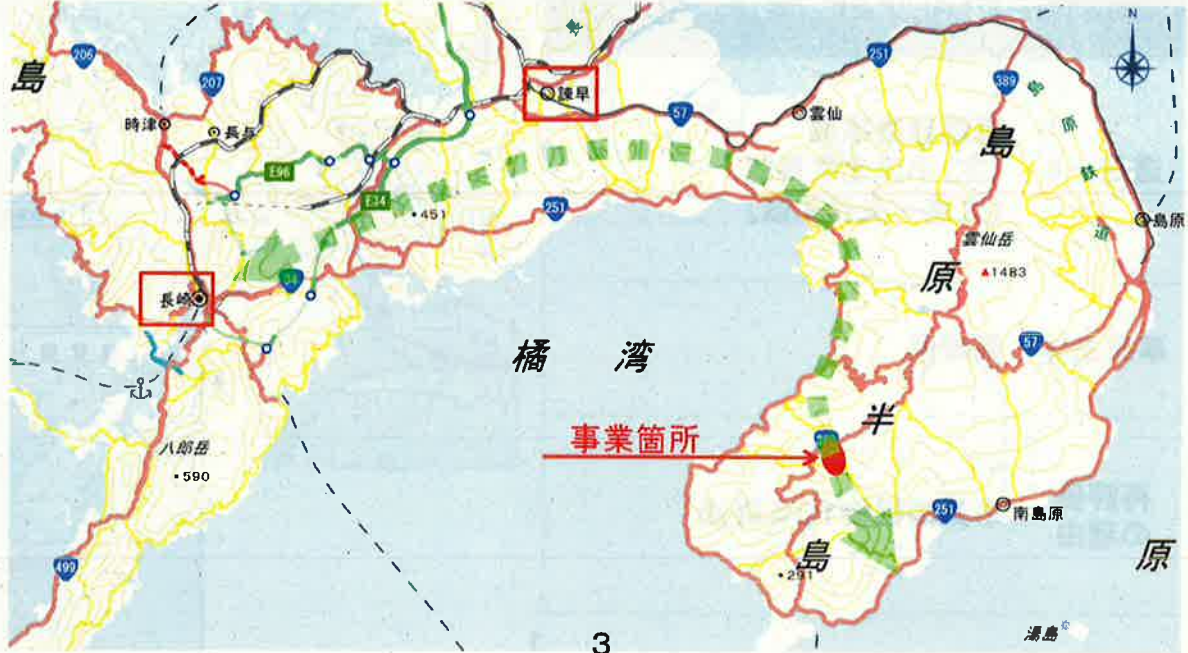 島
206
207
時津
長与
諫早
57
251
雲仙
389
N
島
原
鉄
道
島
島原
E96
E34
451
251
34
長崎
雲仙岳
1483
原
57
橘 湾
事業箇所
半
八郎岳
590
251
南島原
島
291
原
499
湯島
3